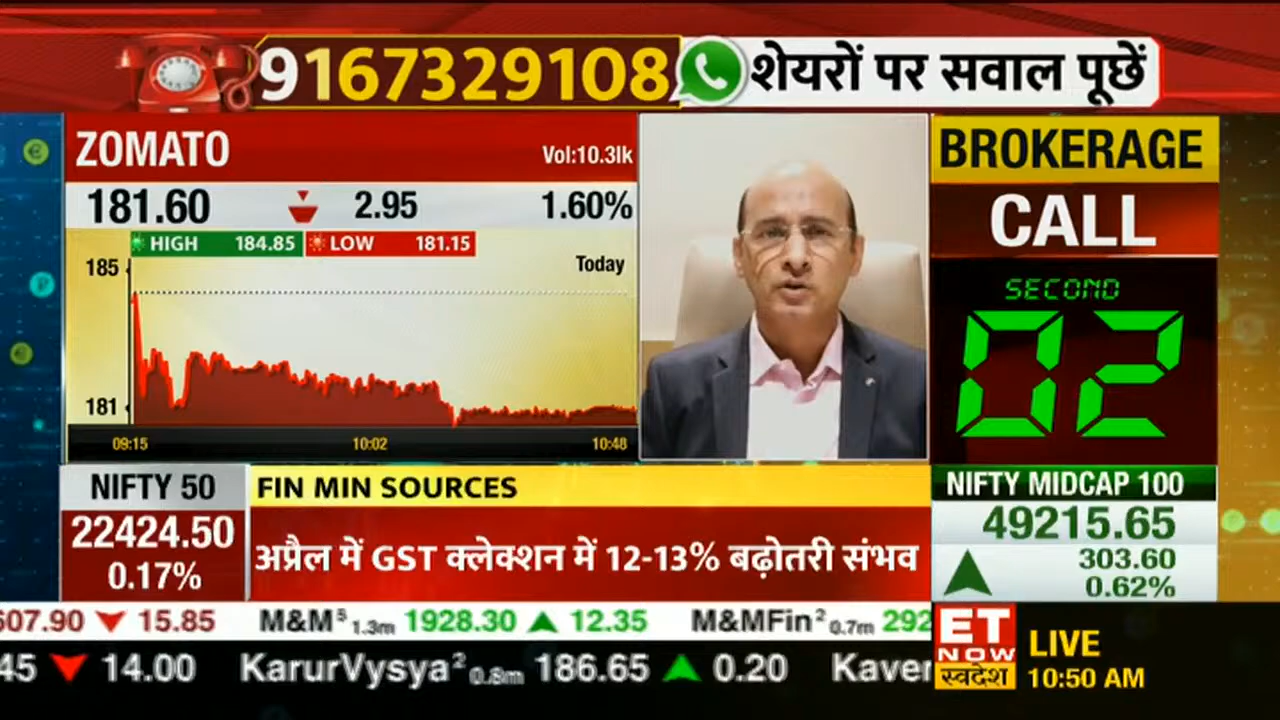 9167329108 शेयरों पर सवाल पूछें
ZOMATO Vol:10.3lk
181.60 2.95 1.60%
HIGH 184.85 LOW 181.15
Today
185
181
09:15 10:02 10:48
BROKERAGE
CALL
SECOND
02
NIFTY 50
22424.50
0.17%
FIN MIN SOURCES
अप्रैल में GST क्लेक्शन में 12-13% बढ़ोतरी संभव
NIFTY MIDCAP 100
49215.65
303.60
0.62%
607.90 15.85 M&M⁵ 1.3m 1928.30 12.35 M&MFin² 0.7m 292
45 14.00 KarurVysya² 0.8m 186.65 0.20 Kaver
ET
NOW
स्वदेश
LIVE
10:50 AM